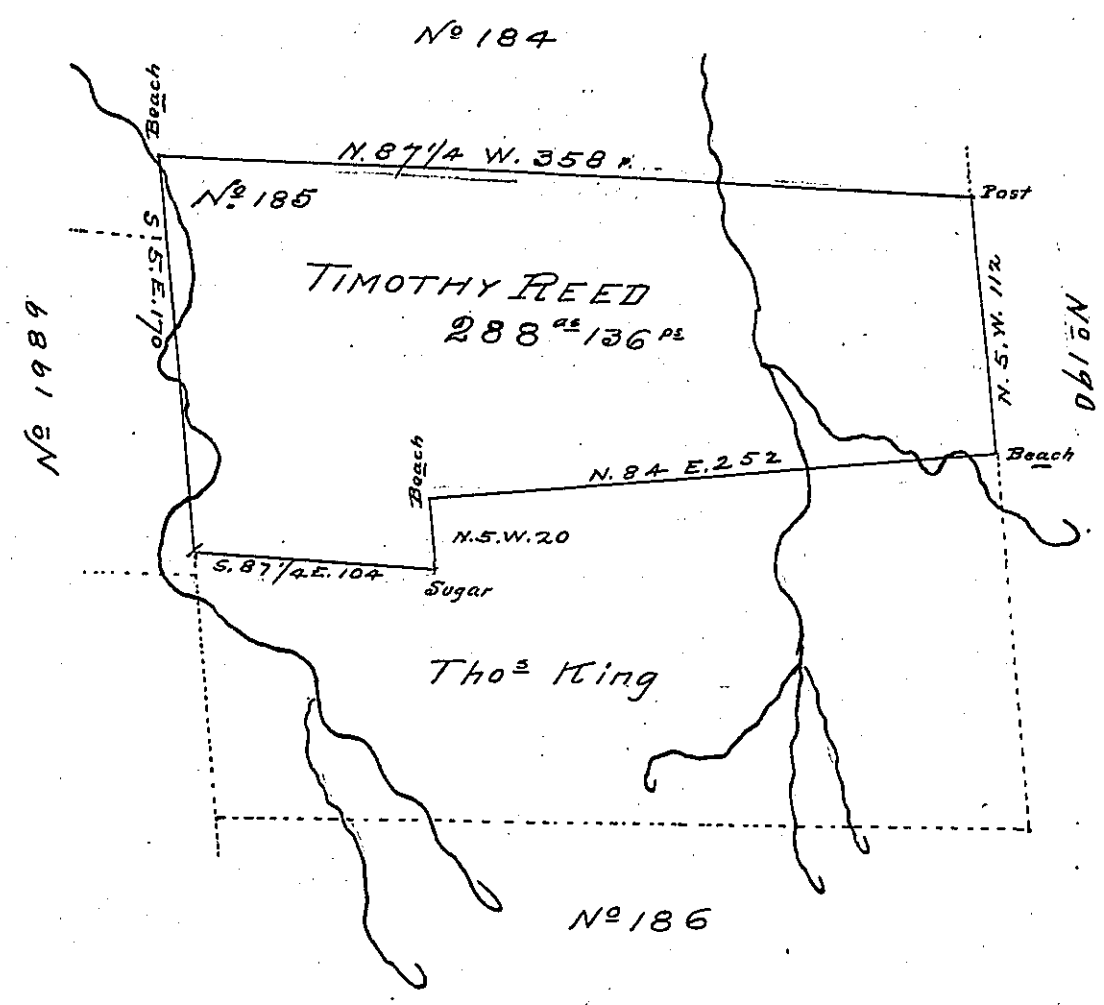 Nº 184
Beach
N. 87 1/4 W. 358 p.
Post
Nº 185
S. 5. E. 170
TIMOTHY REED
288 as 136 ps
Nº 1989
N. 5. W. 112
Nº 190
Beach
N. 84 E. 252
Beach
N. 5. W. 20
S. 87 1/4 E. 104
Sugar
Thos King
Nº 186